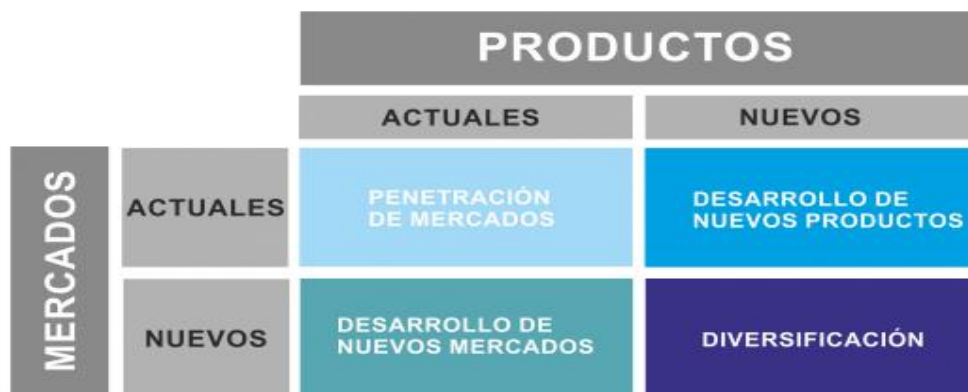 PRODUCTOS
ACTUALES
NUEVOS
MERCADOS
ACTUALES
PENETRACIÓN
DE MERCADOS
DESARROLLO DE
NUEVOS PRODUCTOS
NUEVOS
DESARROLLO DE
NUEVOS MERCADOS
DIVERSIFICACIÓN